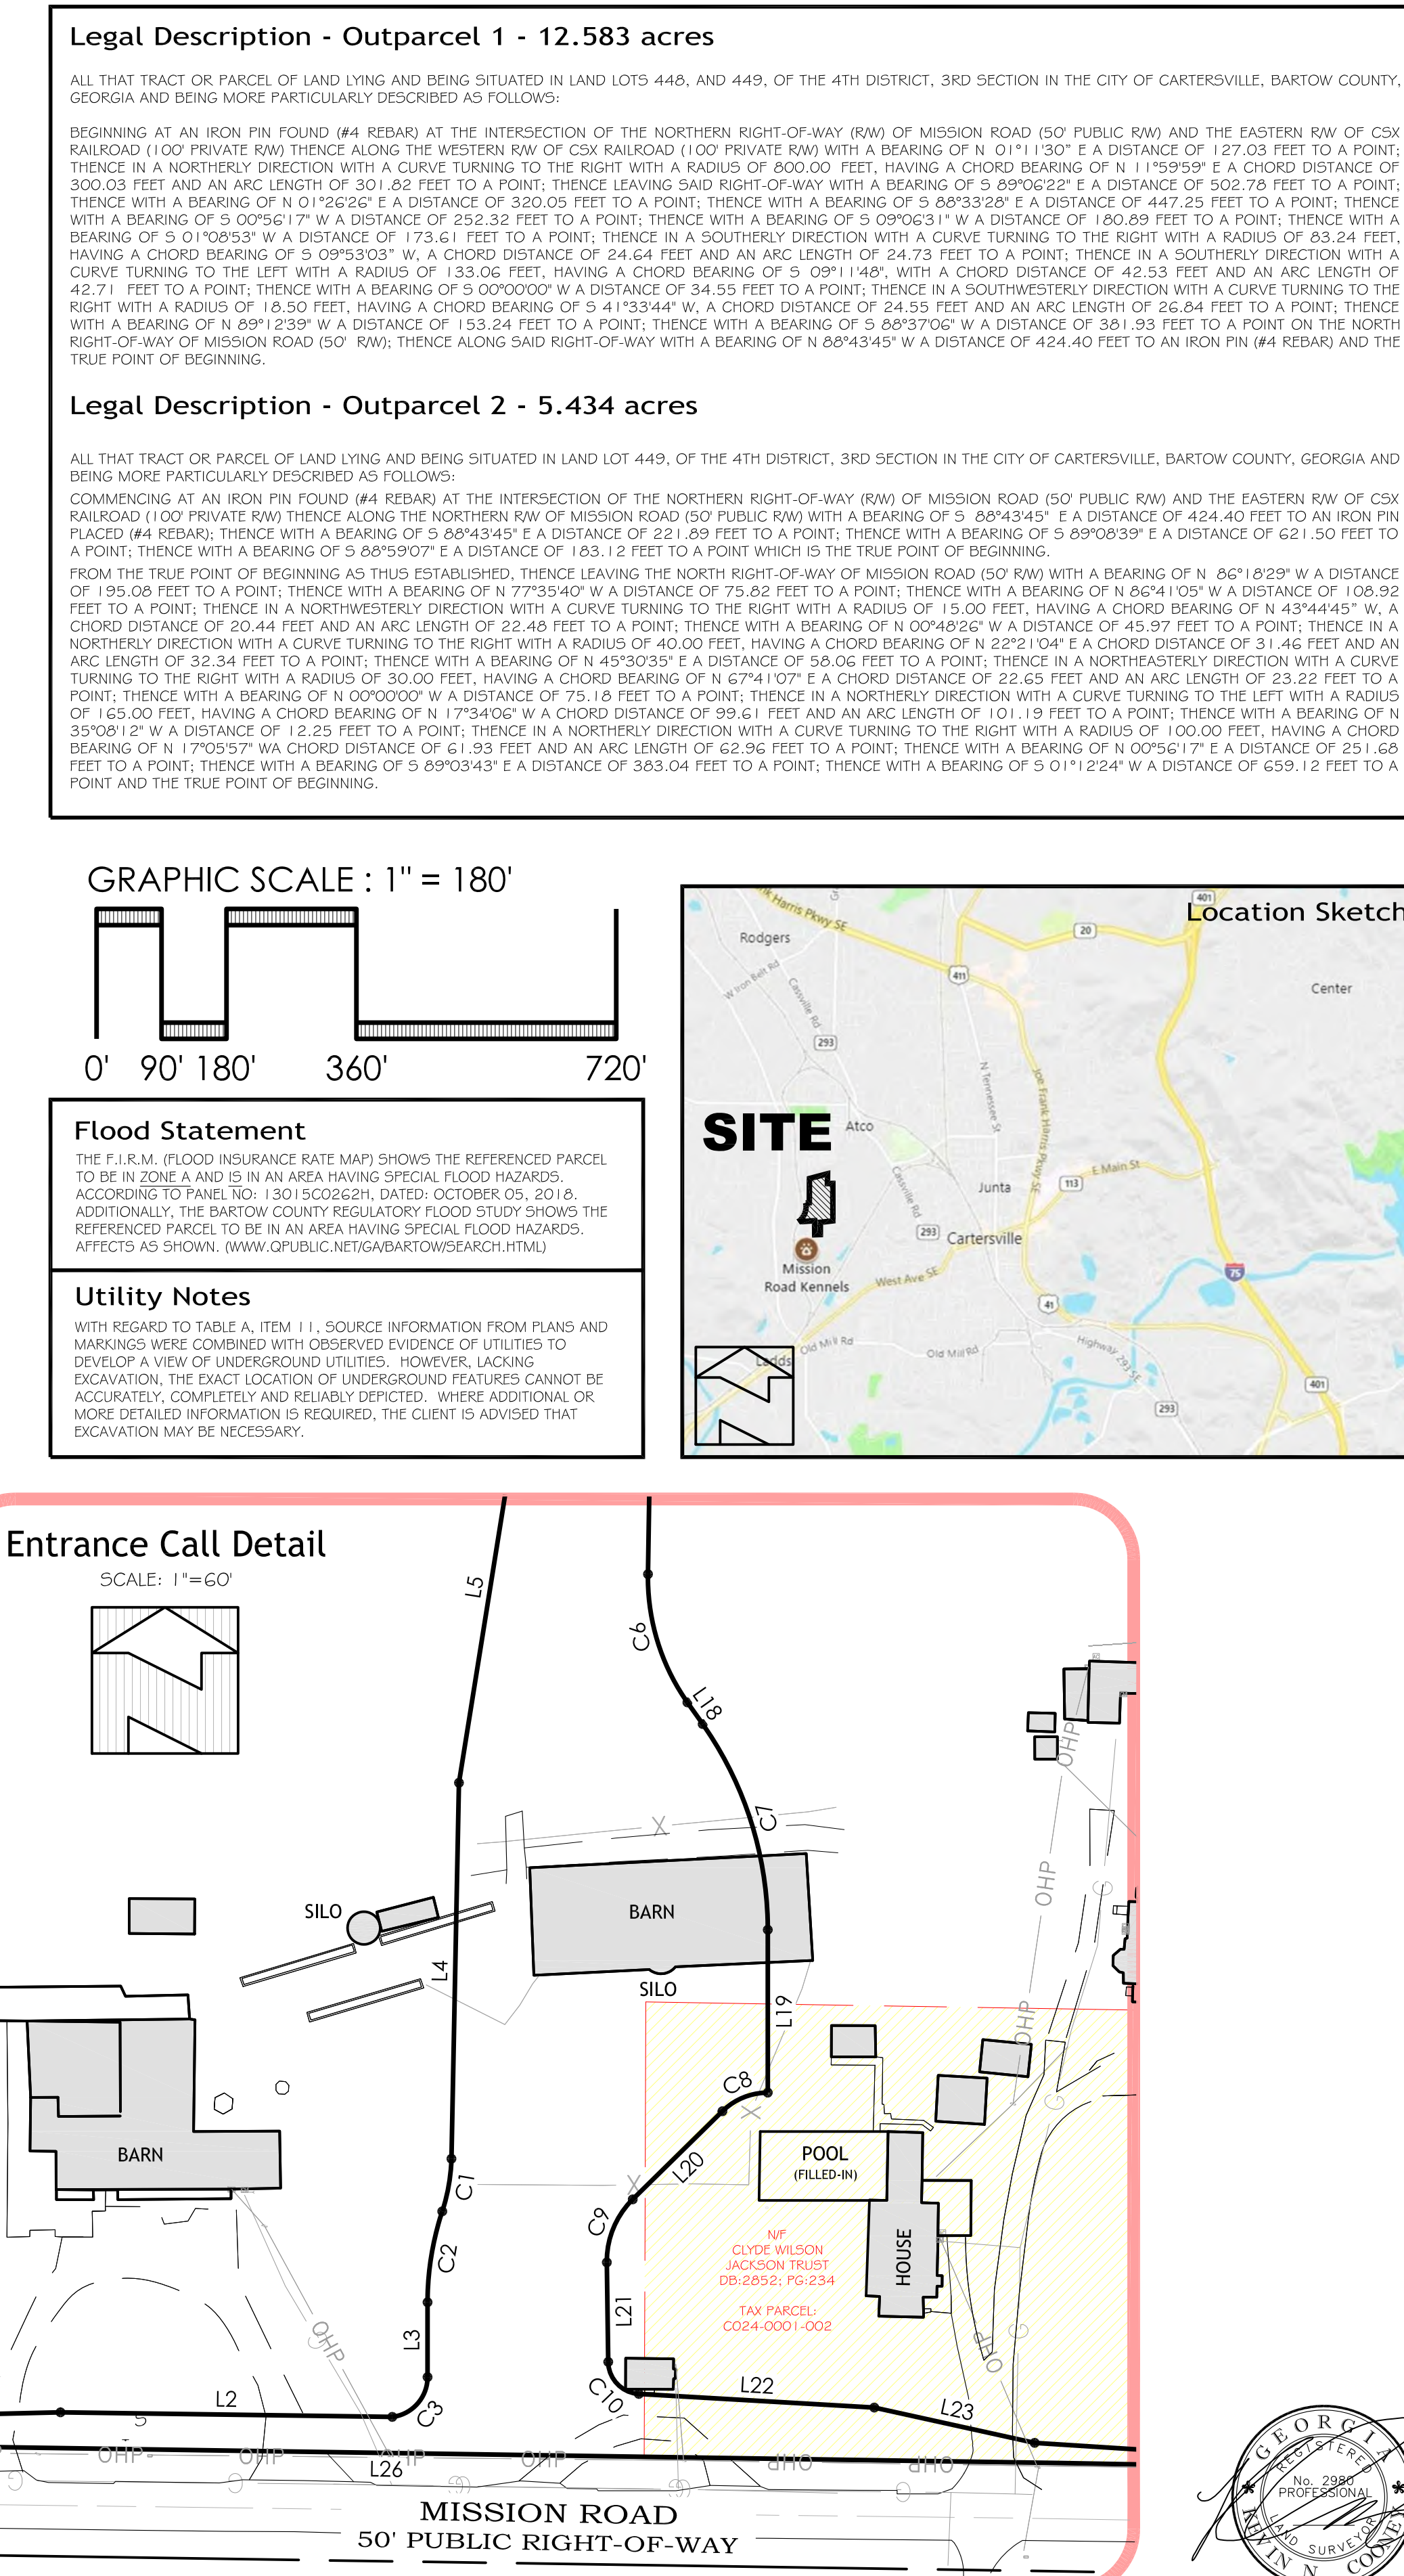 Legal Description - Outparcel 1 - 12.583 acres
ALL THAT TRACT OR PARCEL OF LAND LYING AND BEING SITUATED IN LAND LOTS 448, AND 449, OF THE 4TH DISTRICT, 3RD SECTION IN THE CITY OF CARTERSVILLE, BARTOW COUNTY,
GEORGIA AND BEING MORE PARTICULARLY DESCRIBED AS FOLLOWS:
BEGINNING AT AN IRON PIN FOUND (#4 REBAR) AT THE INTERSECTION OF THE NORTHERN RIGHT-OF-WAY (R/W) OF MISSION ROAD (50' PUBLIC R/W) AND THE EASTERN R/W OF CSX
RAILROAD (100' PRIVATE R/W) THENCE ALONG THE WESTERN R/W OF CSX RAILROAD (100' PRIVATE R/W) WITH A BEARING OF N 01°11'30” E A DISTANCE OF 127.03 FEET TO A POINT;
THENCE IN A NORTHERLY DIRECTION WITH A CURVE TURNING TO THE RIGHT WITH A RADIUS OF 800.00 FEET, HAVING A CHORD BEARING OF N 11°59'59" E A CHORD DISTANCE OF
300.03 FEET AND AN ARC LENGTH OF 301.82 FEET TO A POINT; THENCE LEAVING SAID RIGHT-OF-WAY WITH A BEARING OF S 89°06'22" E A DISTANCE OF 502.78 FEET TO A POINT;
THENCE WITH A BEARING OF N 01°26'26" E A DISTANCE OF 320.05 FEET TO A POINT; THENCE WITH A BEARING OF S 88°33'28" E A DISTANCE OF 447.25 FEET TO A POINT; THENCE
WITH A BEARING OF S 00°56'17" W A DISTANCE OF 252.32 FEET TO A POINT; THENCE WITH A BEARING OF S 09°06'31" W A DISTANCE OF 180.89 FEET TO A POINT; THENCE WITH A
BEARING OF S 01°08'53" W A DISTANCE OF 173.61 FEET TO A POINT; THENCE IN A SOUTHERLY DIRECTION WITH A CURVE TURNING TO THE RIGHT WITH A RADIUS OF 83.24 FEET,
HAVING A CHORD BEARING OF S 09°53'03” W, A CHORD DISTANCE OF 24.64 FEET AND AN ARC LENGTH OF 24.73 FEET TO A POINT; THENCE IN A SOUTHERLY DIRECTION WITH A
CURVE TURNING TO THE LEFT WITH A RADIUS OF 133.06 FEET, HAVING A CHORD BEARING OF S 09°11'48", WITH A CHORD DISTANCE OF 42.53 FEET AND AN ARC LENGTH OF
42.71 FEET TO A POINT; THENCE WITH A BEARING OF S 00°00'00" W A DISTANCE OF 34.55 FEET TO A POINT; THENCE IN A SOUTHWESTERLY DIRECTION WITH A CURVE TURNING TO THE
RIGHT WITH A RADIUS OF 18.50 FEET, HAVING A CHORD BEARING OF S 41°33'44" W, A CHORD DISTANCE OF 24.55 FEET AND AN ARC LENGTH OF 26.84 FEET TO A POINT; THENCE
WITH A BEARING OF N 89°12'39" W A DISTANCE OF 153.24 FEET TO A POINT; THENCE WITH A BEARING OF S 88°37'06" W A DISTANCE OF 381.93 FEET TO A POINT ON THE NORTH
RIGHT-OF-WAY OF MISSION ROAD (50' R/W); THENCE ALONG SAID RIGHT-OF-WAY WITH A BEARING OF N 88°43'45" W A DISTANCE OF 424.40 FEET TO AN IRON PIN (#4 REBAR) AND THE
TRUE POINT OF BEGINNING.
Legal Description - Outparcel 2 - 5.434 acres
ALL THAT TRACT OR PARCEL OF LAND LYING AND BEING SITUATED IN LAND LOT 449, OF THE 4TH DISTRICT, 3RD SECTION IN THE CITY OF CARTERSVILLE, BARTOW COUNTY, GEORGIA AND
BEING MORE PARTICULARLY DESCRIBED AS FOLLOWS:
COMMENCING AT AN IRON PIN FOUND (#4 REBAR) AT THE INTERSECTION OF THE NORTHERN RIGHT-OF-WAY (R/W) OF MISSION ROAD (50' PUBLIC R/W) AND THE EASTERN R/W OF CSX
RAILROAD (100' PRIVATE R/W) THENCE ALONG THE NORTHERN R/W OF MISSION ROAD (50' PUBLIC R/W) WITH A BEARING OF S 88°43'45" E A DISTANCE OF 424.40 FEET TO AN IRON PIN
PLACED (#4 REBAR); THENCE WITH A BEARING OF S 88°43'45" E A DISTANCE OF 221.89 FEET TO A POINT; THENCE WITH A BEARING OF S 89°08'39" E A DISTANCE OF 621.50 FEET TO
A POINT; THENCE WITH A BEARING OF S 88°59'07" E A DISTANCE OF 183.12 FEET TO A POINT WHICH IS THE TRUE POINT OF BEGINNING.
FROM THE TRUE POINT OF BEGINNING AS THUS ESTABLISHED, THENCE LEAVING THE NORTH RIGHT-OF-WAY OF MISSION ROAD (50' R/W) WITH A BEARING OF N 86°18'29" W A DISTANCE
OF 195.08 FEET TO A POINT; THENCE WITH A BEARING OF N 77°35'40" W A DISTANCE OF 75.82 FEET TO A POINT; THENCE WITH A BEARING OF N 86°41'05" W A DISTANCE OF 108.92
FEET TO A POINT; THENCE IN A NORTHWESTERLY DIRECTION WITH A CURVE TURNING TO THE RIGHT WITH A RADIUS OF 15.00 FEET, HAVING A CHORD BEARING OF N 43°44'45” W, A
CHORD DISTANCE OF 20.44 FEET AND AN ARC LENGTH OF 22.48 FEET TO A POINT; THENCE WITH A BEARING OF N 00°48'26" W A DISTANCE OF 45.97 FEET TO A POINT; THENCE IN A
NORTHERLY DIRECTION WITH A CURVE TURNING TO THE RIGHT WITH A RADIUS OF 40.00 FEET, HAVING A CHORD BEARING OF N 22°21'04" E A CHORD DISTANCE OF 31.46 FEET AND AN
ARC LENGTH OF 32.34 FEET TO A POINT; THENCE WITH A BEARING OF N 45°30'35" E A DISTANCE OF 58.06 FEET TO A POINT; THENCE IN A NORTHEASTERLY DIRECTION WITH A CURVE
TURNING TO THE RIGHT WITH A RADIUS OF 30.00 FEET, HAVING A CHORD BEARING OF N 67°41'07" E A CHORD DISTANCE OF 22.65 FEET AND AN ARC LENGTH OF 23.22 FEET TO A
POINT; THENCE WITH A BEARING OF N 00°00'00" W A DISTANCE OF 75.18 FEET TO A POINT; THENCE IN A NORTHERLY DIRECTION WITH A CURVE TURNING TO THE LEFT WITH A RADIUS
OF 165.00 FEET, HAVING A CHORD BEARING OF N 17°34'06" W A CHORD DISTANCE OF 99.61 FEET AND AN ARC LENGTH OF 101.19 FEET TO A POINT; THENCE WITH A BEARING OF N
35°08'12" W A DISTANCE OF 12.25 FEET TO A POINT; THENCE IN A NORTHERLY DIRECTION WITH A CURVE TURNING TO THE RIGHT WITH A RADIUS OF 100.00 FEET, HAVING A CHORD
BEARING OF N 17°05'57" WA CHORD DISTANCE OF 61.93 FEET AND AN ARC LENGTH OF 62.96 FEET TO A POINT; THENCE WITH A BEARING OF N 00°56'17" E A DISTANCE OF 251.68
FEET TO A POINT; THENCE WITH A BEARING OF S 89°03'43" E A DISTANCE OF 383.04 FEET TO A POINT; THENCE WITH A BEARING OF S 01°12'24" W A DISTANCE OF 659.12 FEET TO A
POINT AND THE TRUE POINT OF BEGINNING.
GRAPHIC SCALE : 1" = 180'
0' 90' 180' 360' 720'
Flood Statement
THE F.I.R.M. (FLOOD INSURANCE RATE MAP) SHOWS THE REFERENCED PARCEL
TO BE IN ZONE A AND IS IN AN AREA HAVING SPECIAL FLOOD HAZARDS.
ACCORDING TO PANEL NO: 13015C0262H, DATED: OCTOBER 05, 2018.
ADDITIONALLY, THE BARTOW COUNTY REGULATORY FLOOD STUDY SHOWS THE
REFERENCED PARCEL TO BE IN AN AREA HAVING SPECIAL FLOOD HAZARDS.
AFFECTS AS SHOWN. (WWW.QPUBLIC.NET/GA/BARTOW/SEARCH.HTML)
Utility Notes
WITH REGARD TO TABLE A, ITEM 11, SOURCE INFORMATION FROM PLANS AND
MARKINGS WERE COMBINED WITH OBSERVED EVIDENCE OF UTILITIES TO
DEVELOP A VIEW OF UNDERGROUND UTILITIES. HOWEVER, LACKING
EXCAVATION, THE EXACT LOCATION OF UNDERGROUND FEATURES CANNOT BE
ACCURATELY, COMPLETELY AND RELIABLY DEPICTED. WHERE ADDITIONAL OR
MORE DETAILED INFORMATION IS REQUIRED, THE CLIENT IS ADVISED THAT
EXCAVATION MAY BE NECESSARY.
Location Sketch
Harris Pkwy SE
401
20
Rodgers
411
Center
W Iron Belt Rd
Cassville Rd
293
N Tennessee St
Joe Frank Harris Pkwy SE
SITE
Atco
E Main St
113
Junta
Cassville Rd
293
Cartersville
Mission
Road Kennels
West Ave SE
75
41
Old Mill Rd
Old Mill Rd
Ladds
Highway 293 SE
401
293
Entrance Call Detail
SCALE: 1"=60'
L5
C6
L18
OHP
C7
X
OHP
G
SILO
BARN
L4
SILO
L19
OHP
C8
X
G
BARN
POOL
(FILLED-IN)
L20
X
C1
C9
C2
N/F
CLYDE WILSON
JACKSON TRUST
DB:2852; PG:234
TAX PARCEL:
C024-0001-002
HOUSE
L21
L3
OHP
G
OHP
C10
L22
L2
C3
L23
S
OHP
OHP
OHP
OHP
OHP
OHP
L26
MISSION ROAD
50' PUBLIC RIGHT-OF-WAY
GEORGIA
REGISTERED
No. 2980
PROFESSIONAL
LAND SURVEYOR
KEVIN N. COONEY